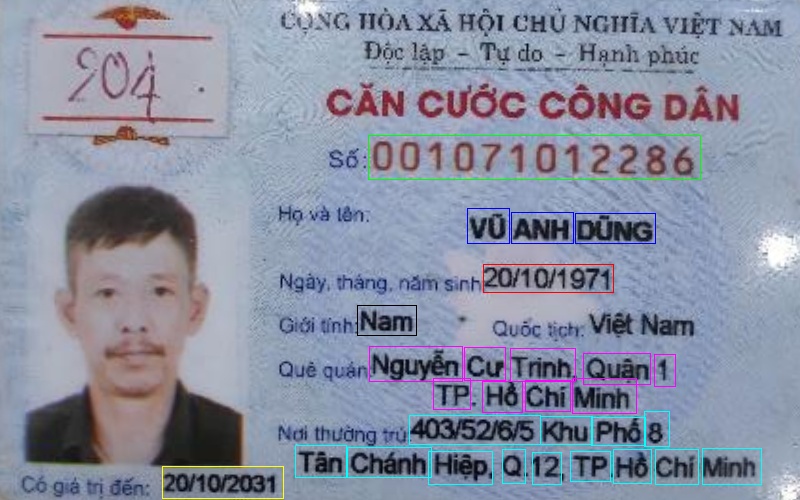 CỘNG HÒA XÃ HỘI CHỦ NGHĨA VIỆT NAM
Độc lập - Tự do - Hạnh phúc
204
CĂN CƯỚC CÔNG DÂN
Số: 001071012286
Họ và tên:
VŨ ANH DŨNG
Ngày, tháng, năm sinh: 20/10/1971
Giới tính: Nam Quốc tịch: Việt Nam
Quê quán: Nguyễn Cư Trinh, Quận 1
TP. Hồ Chí Minh
Nơi thường trú: 403/52/6/5 Khu Phố 8
Tân Chánh Hiệp, Q.12, TP Hồ Chí Minh
Có giá trị đến: 20/10/2031